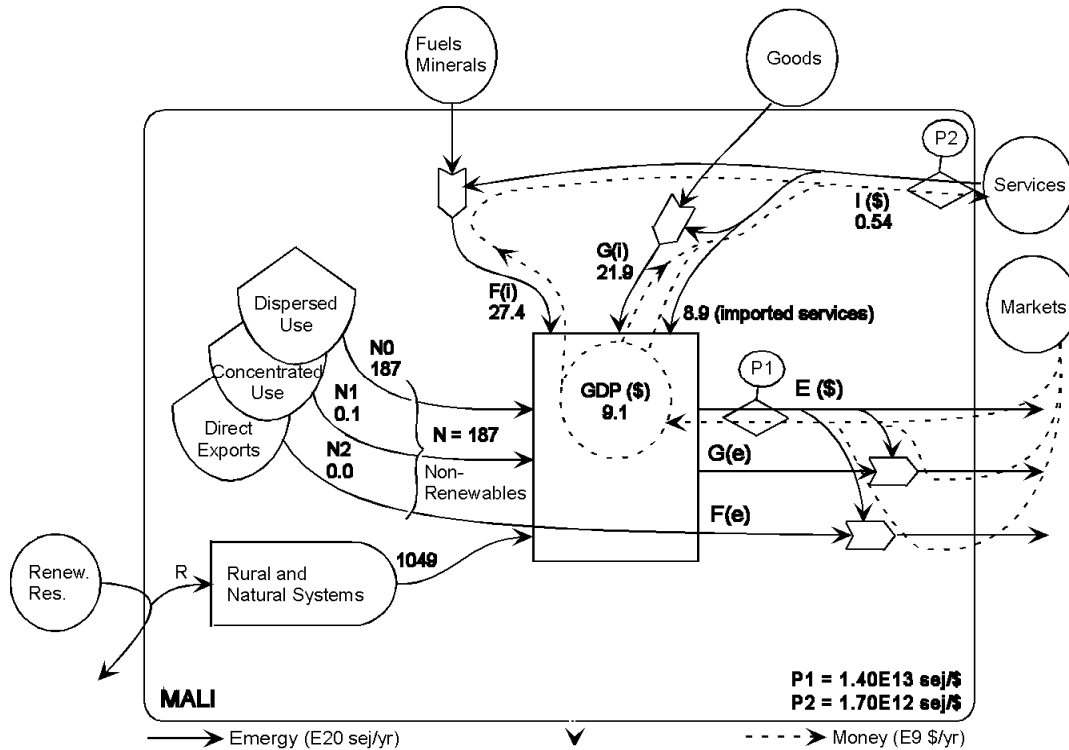 Fuels
Minerals
Goods
P2
Services
I ($)
0.54
G(i)
21.9
F(i)
27.4
8.9 (imported services)
Markets
Dispersed
Use
N0
187
Concentrated
Use
N1
0.1
Direct
Exports
N2
0.0
N = 187
Non-
Renewables
GDP ($)
9.1
P1
E ($)
G(e)
F(e)
1049
Renew.
Res.
R
Rural and
Natural Systems
MALI
P1 = 1.40E13 sej/$
P2 = 1.70E12 sej/$
Emergy (E20 sej/yr)
Money (E9 $/yr)